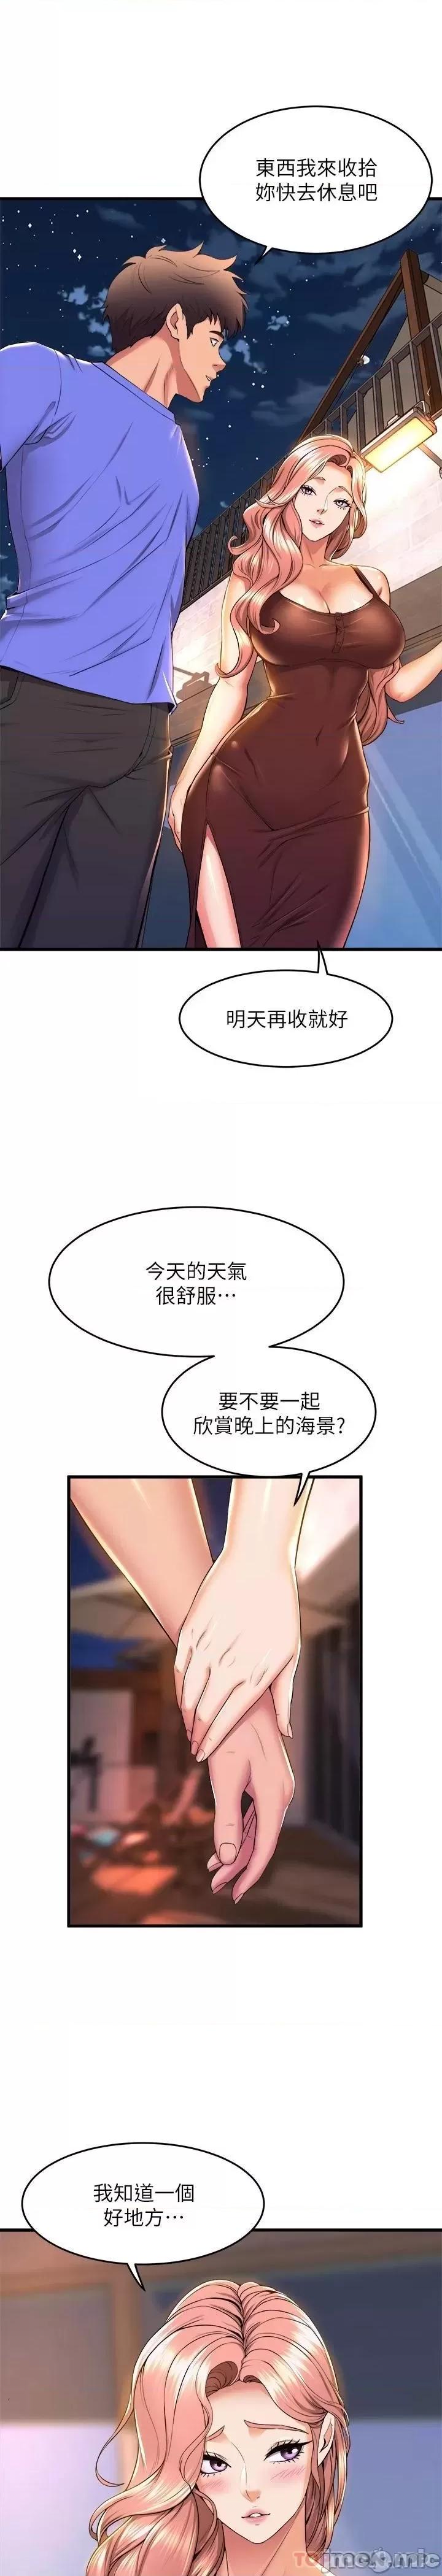 東西我來收拾
妳快去休息吧
明天再收就好
今天的天氣
很舒服⋯
要不要一起
欣賞晚上的海景?
我知道一個
好地方⋯